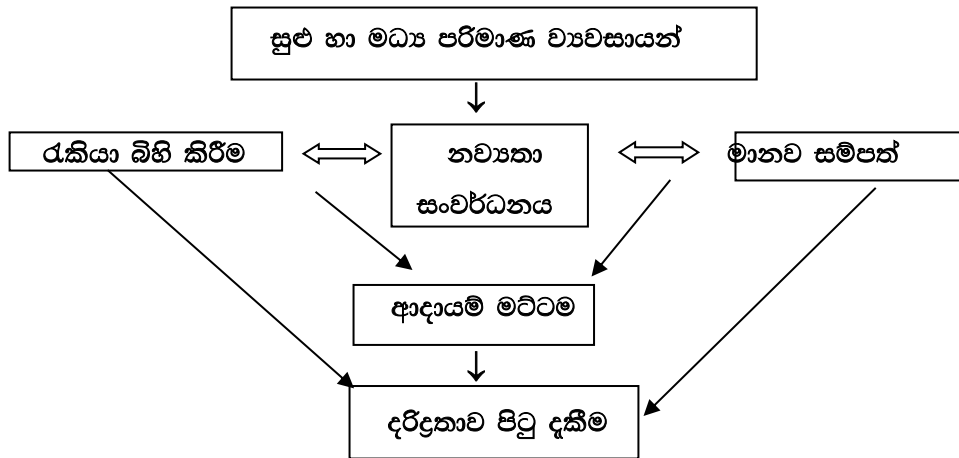 සුළු හා මධ්‍ය පරිමාණ ව්‍යවසායන්
රැකියා බිහි කිරීම
නව්‍යතා
සංවර්ධනය
මානව සම්පත්
ආදායම් මට්ටම
දරිද්‍රතාව පිටු දැකීම